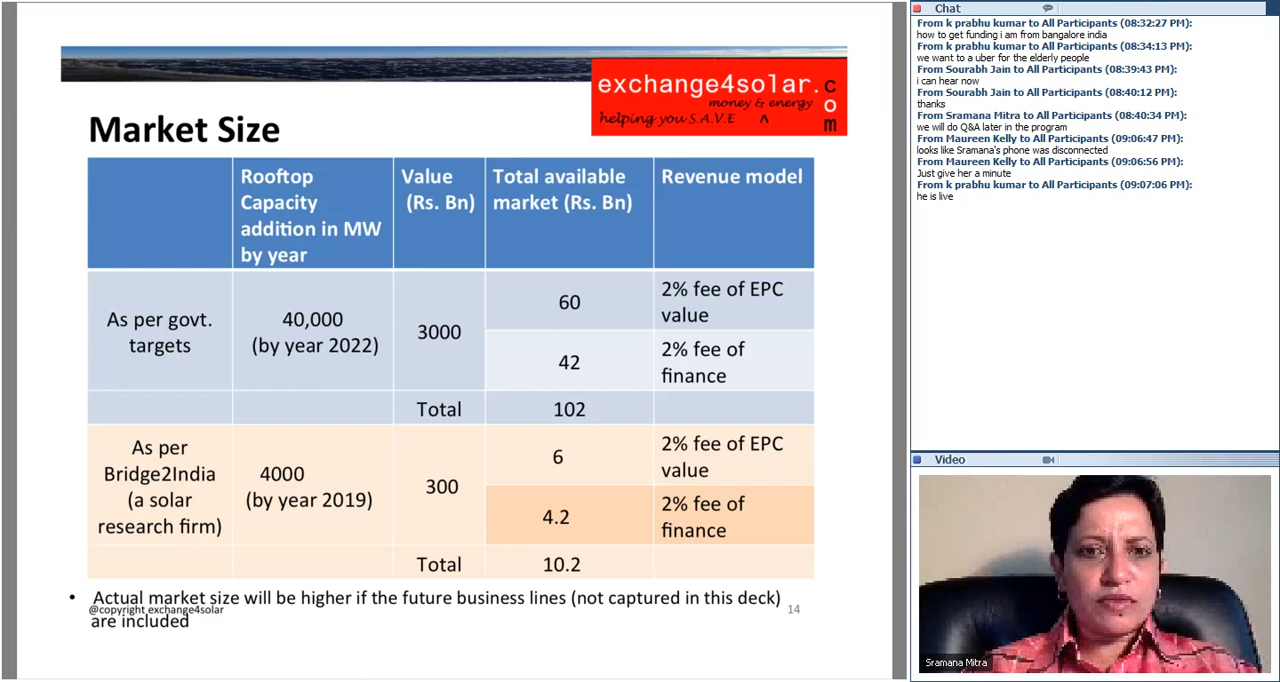 exchange4solar.com
money & energy
helping you S.A.V.E ^
Market Size
Rooftop
Capacity
addition in MW
by year
Value
(Rs. Bn)
Total available
market (Rs. Bn)
Revenue model
As per govt.
targets
40,000
(by year 2022)
3000
60
2% fee of EPC
value
42
2% fee of
finance
Total
102
As per
Bridge2India
(a solar
research firm)
4000
(by year 2019)
300
6
2% fee of EPC
value
4.2
2% fee of
finance
Total
10.2
• Actual market size will be higher if the future business lines (not captured in this deck)
are included
@copyright exchange4solar
14
Chat
From k prabhu kumar to All Participants (08:32:27 PM):
how to get funding i am from bangalore india
From k prabhu kumar to All Participants (08:34:13 PM):
we want to a uber for the elderly people
From Sourabh Jain to All Participants (08:39:43 PM):
i can hear now
From Sourabh Jain to All Participants (08:40:12 PM):
thanks
From Sramana Mitra to All Participants (08:40:34 PM):
we will do Q&A later in the program
From Maureen Kelly to All Participants (09:06:47 PM):
looks like Sramana's phone was disconnected
From Maureen Kelly to All Participants (09:06:56 PM):
Just give her a minute
From k prabhu kumar to All Participants (09:07:06 PM):
he is live
Video
Sramana Mitra